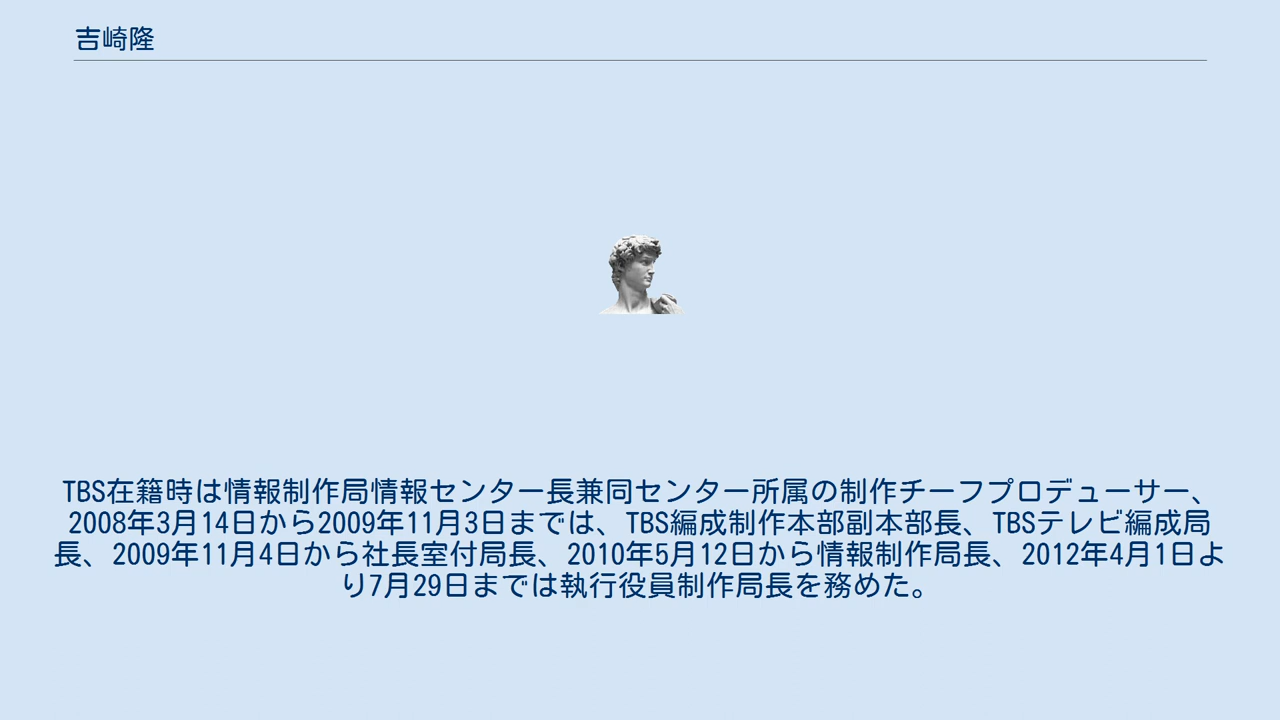 吉崎隆
TBS在籍時は情報制作局情報センター長兼同センター所属の制作チーフプロデューサー、
2008年3月14日から2009年11月3日までは、TBS編成制作本部副本部長、TBSテレビ編成局
長、2009年11月4日から社長室付局長、2010年5月12日から情報制作局長、2012年4月1日よ
り7月29日までは執行役員制作局長を務めた。